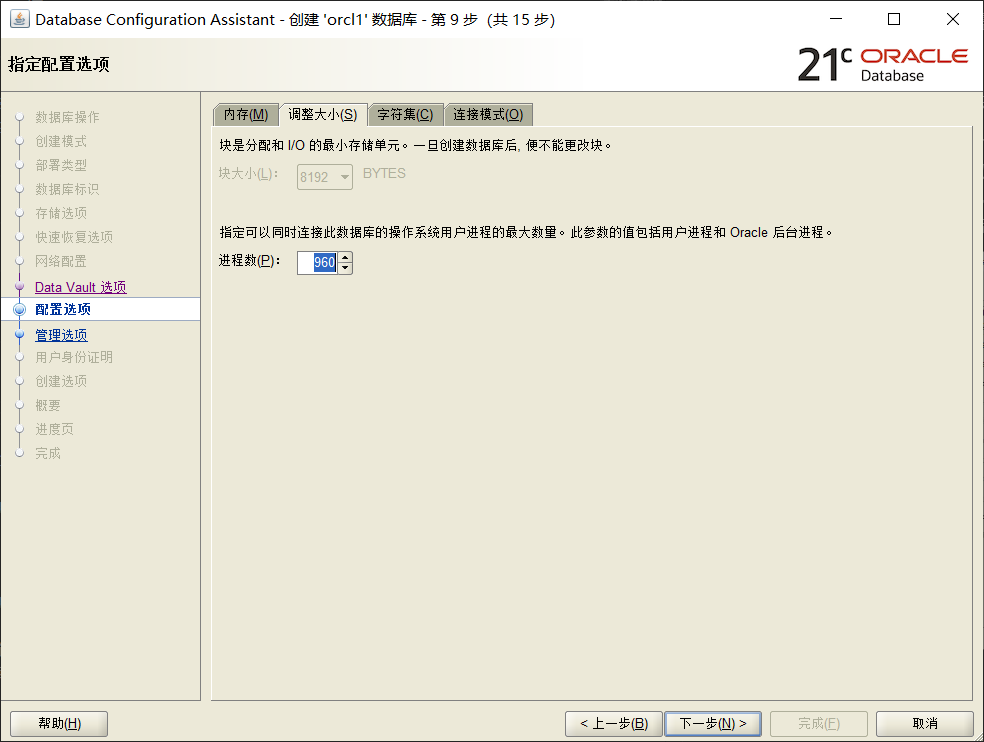 Database Configuration Assistant - 创建 'orcl1' 数据库 - 第 9 步 (共 15 步)
指定配置选项
21c ORACLE Database
数据库操作
创建模式
部署类型
数据库标识
存储选项
快速恢复选项
网络配置
Data Vault 选项
配置选项
管理选项
用户身份证明
创建选项
概要
进度页
完成
内存(M) 调整大小(S) 字符集(C) 连接模式(O)
块是分配和 I/O 的最小存储单元。一旦创建数据库后, 便不能更改块。
块大小(L): 8192 BYTES
指定可以同时连接此数据库的操作系统用户进程的最大数量。此参数的值包括用户进程和 Oracle 后台进程。
进程数(P): 960
帮助(H) < 上一步(B) 下一步(N) > 完成(F) 取消